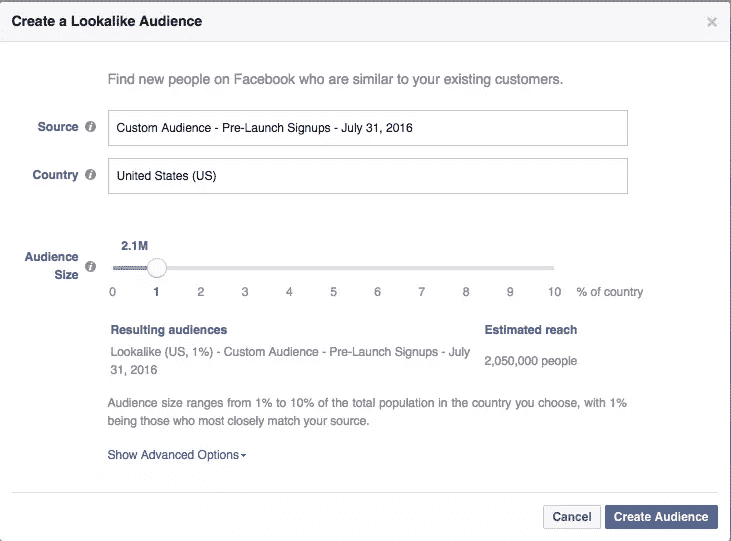 Create a Lookalike Audience
×
Find new people on Facebook who are similar to your existing customers.
Source i Custom Audience - Pre-Launch Signups - July 31, 2016
Country i United States (US)
2.1M
Audience
Size i
0 1 2 3 4 5 6 7 8 9 10 % of country
Resulting audiences Estimated reach
Lookalike (US, 1%) - Custom Audience - Pre-Launch Signups - July
31, 2016
2,050,000 people
Audience size ranges from 1% to 10% of the total population in the country you choose, with 1%
being those who most closely match your source.
Show Advanced Options
Cancel Create Audience